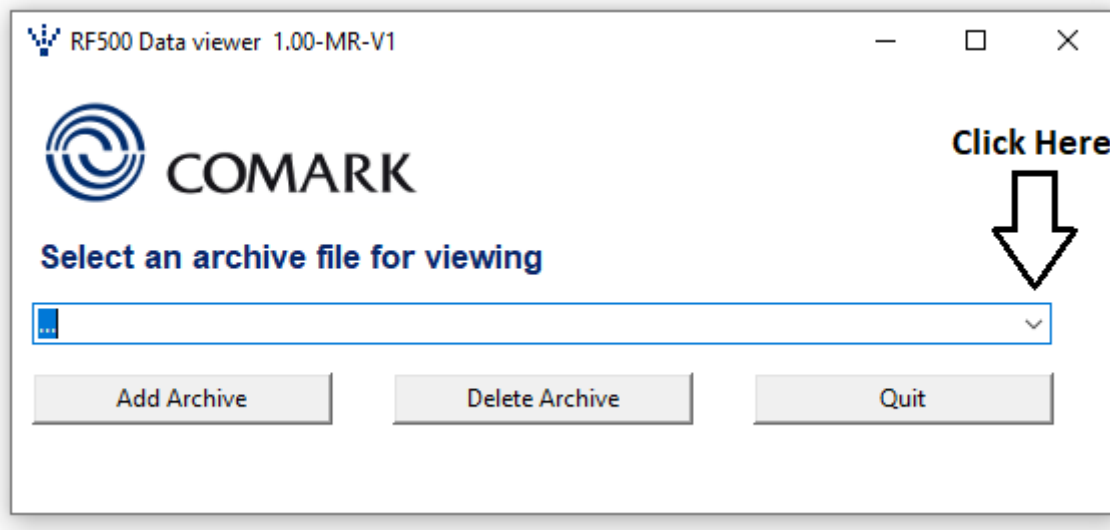 RF500 Data viewer 1.00-MR-V1
COMARK
Click Here
Select an archive file for viewing
...
Add Archive
Delete Archive
Quit